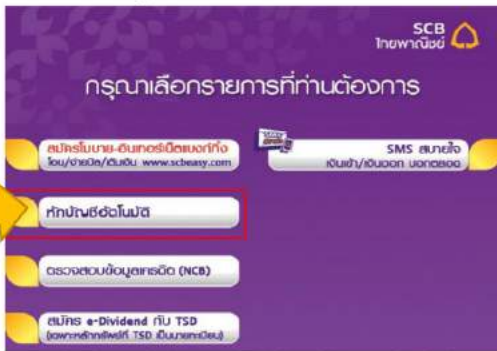 SCB
ไทยพาณิชย์
กรุณาเลือกรายการที่ท่านต้องการ
สมัครโมบาย-อินเทอร์เน็ตแบงก์กิ้ง
โอน/จ่ายบิล/เติมเงิน www.scbeasy.com
SMS สบายใจ
เงินเข้า/เงินออก บอกตลอด
หักบัญชีอัตโนมัติ
ตรวจสอบข้อมูลเครดิต (NCB)
สมัคร e-Dividend กับ TSD
(เฉพาะหลักทรัพย์ที่ TSD เป็นนายทะเบียน)